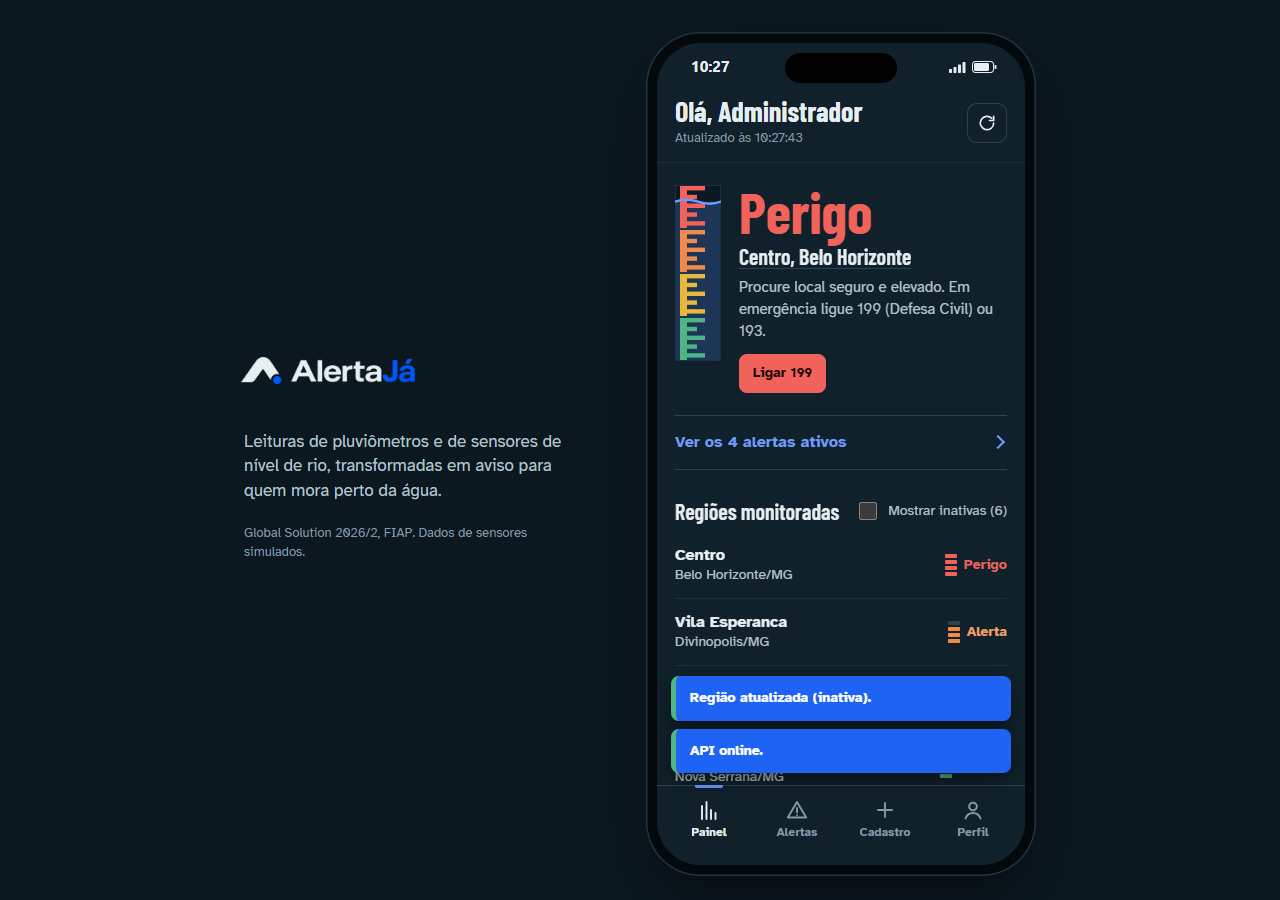 AlertaJá
Leituras de pluviômetros e de sensores de
nível de rio, transformadas em aviso para
quem mora perto da água.
Global Solution 2026/2, FIAP. Dados de sensores
simulados.
10:27
Olá, Administrador
Atualizado às 10:27:43
Perigo
Centro, Belo Horizonte
Procure local seguro e elevado. Em
emergência ligue 199 (Defesa Civil) ou
193.
Ligar 199
Ver os 4 alertas ativos
Regiões monitoradas
Mostrar inativas (6)
Centro
Belo Horizonte/MG
Perigo
Vila Esperanca
Divinopolis/MG
Alerta
Região atualizada (inativa).
API online.
Nova Serrana/MG
Painel
Alertas
Cadastro
Perfil